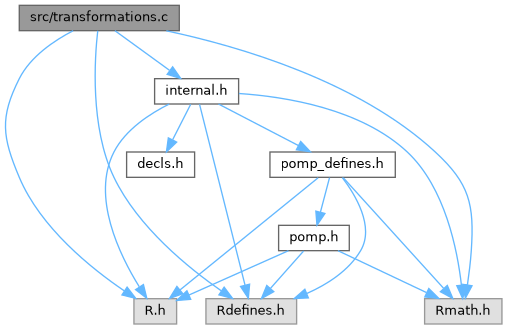 src/transformations.c
internal.h
decls.h
pomp_defines.h
pomp.h
R.h
Rdefines.h
Rmath.h